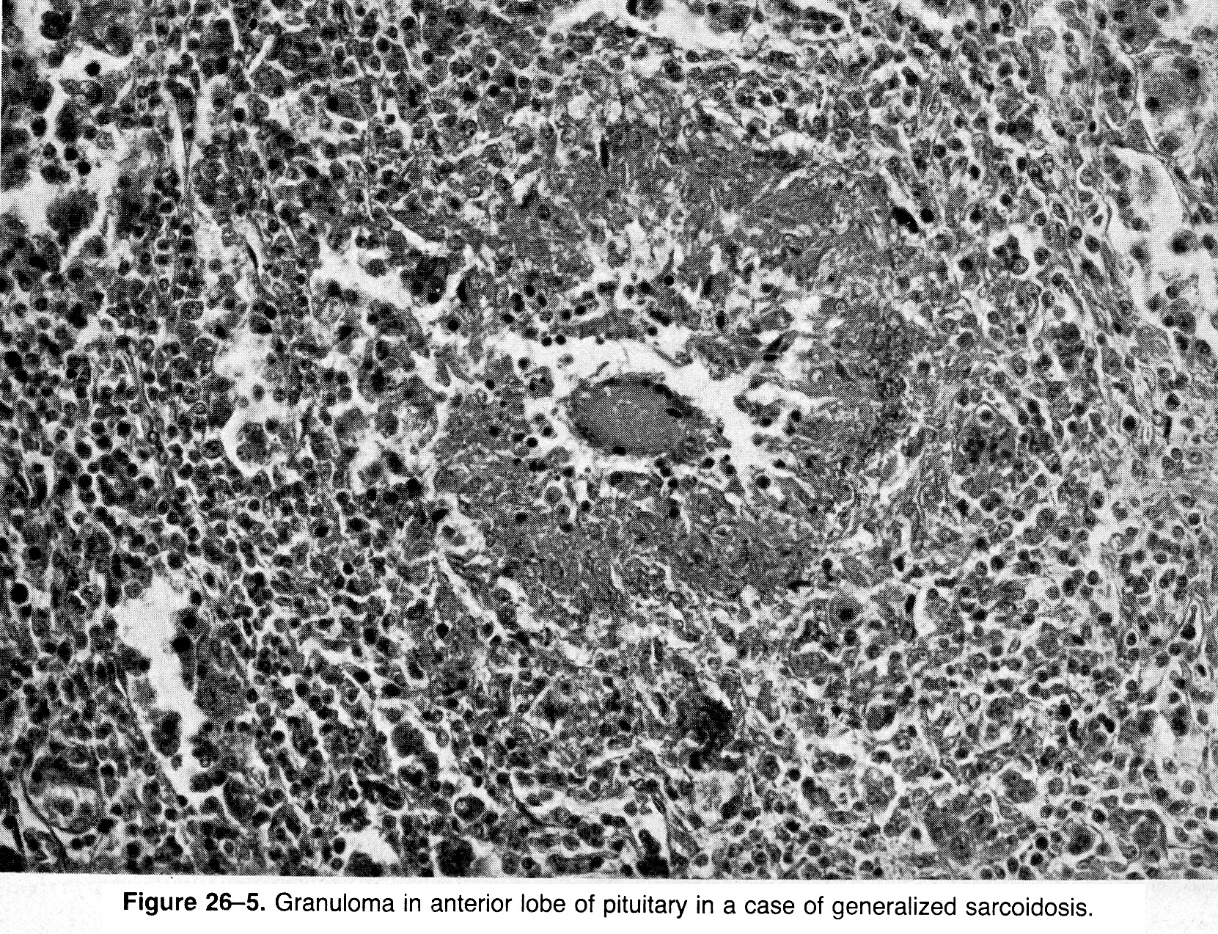 Figure 26–5. Granuloma in anterior lobe of pituitary in a case of generalized sarcoidosis.